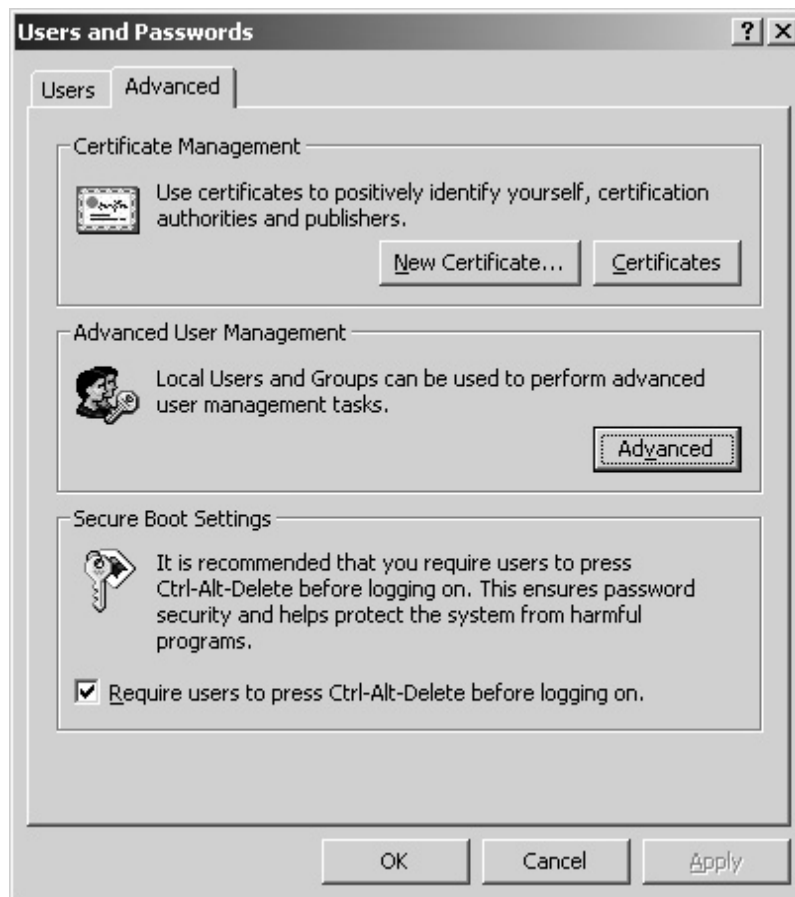 Users and Passwords
Users Advanced
Certificate Management
Use certificates to positively identify yourself, certification
authorities and publishers.
New Certificate... Certificates
Advanced User Management
Local Users and Groups can be used to perform advanced
user management tasks.
Advanced
Secure Boot Settings
It is recommended that you require users to press
Ctrl-Alt-Delete before logging on. This ensures password
security and helps protect the system from harmful
programs.
Require users to press Ctrl-Alt-Delete before logging on.
OK Cancel Apply